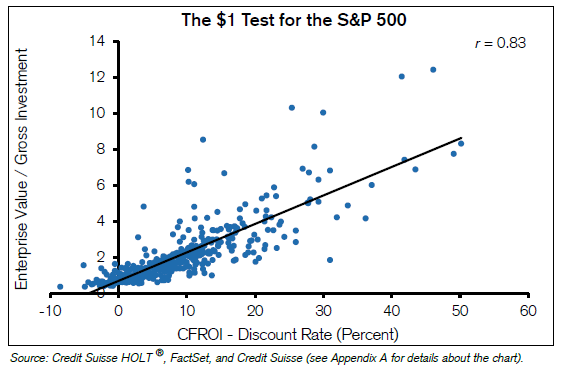 The $1 Test for the S&P 500
r = 0.83
Enterprise Value / Gross Investment
14
12
10
8
6
4
2
0
-10 0 10 20 30 40 50 60
CFROI - Discount Rate (Percent)
Source: Credit Suisse HOLT ®, FactSet, and Credit Suisse (see Appendix A for details about the chart).